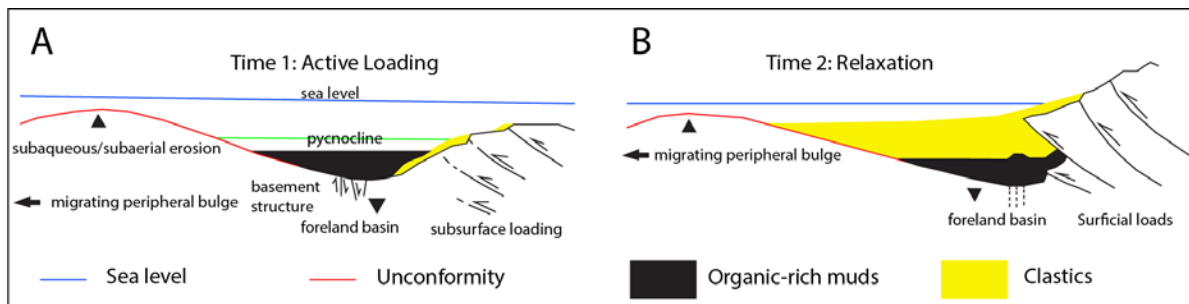 A
Time 1: Active Loading
sea level
pycnocline
subaqueous/subaerial erosion
basement
structure
migrating peripheral bulge
foreland basin
subsurface loading
B
Time 2: Relaxation
migrating peripheral bulge
foreland basin
Surficial loads
Sea level
Unconformity
Organic-rich muds
Clastics